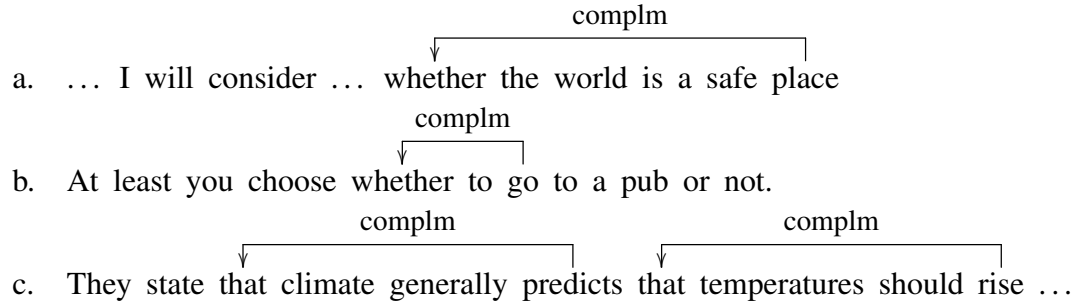 complm
a. … I will consider … whether the world is a safe place
complm
b. At least you choose whether to go to a pub or not.
complm complm
c. They state that climate generally predicts that temperatures should rise …